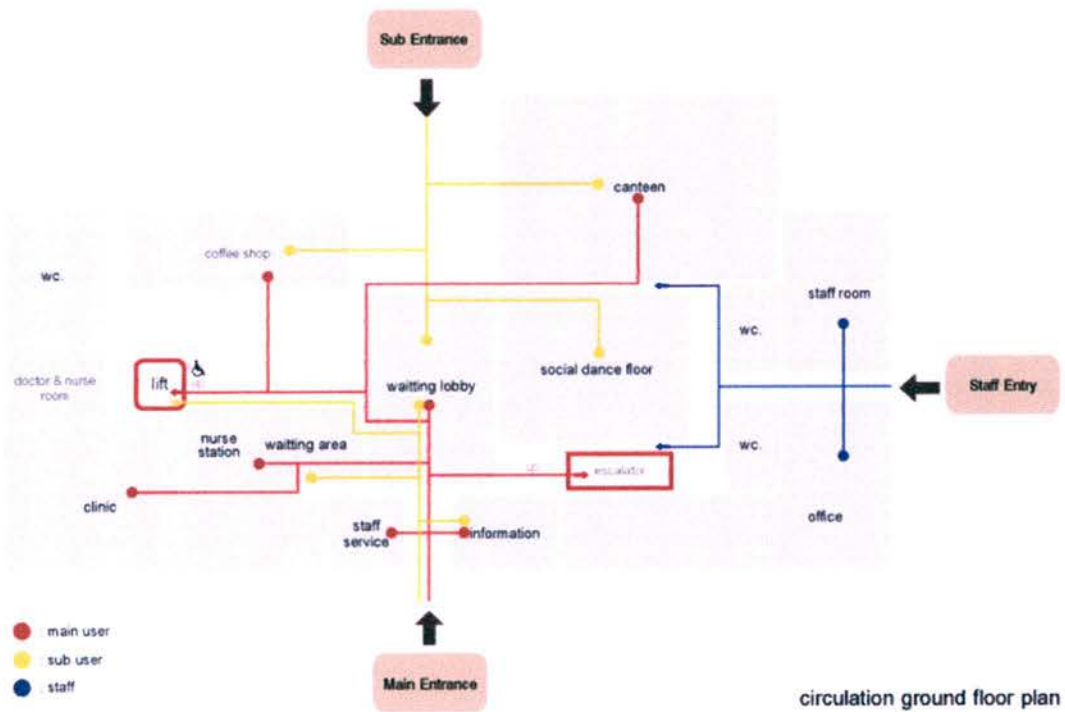 Sub Entrance
canteen
coffee shop
wc.
staff room
wc.
doctor & nurse
room
lift
up
waitting lobby
social dance floor
Staff Entry
nurse
station
waitting area
wc.
up
escalator
clinic
office
staff
service
information
: main user
: sub user
: staff
Main Entrance
circulation ground floor plan